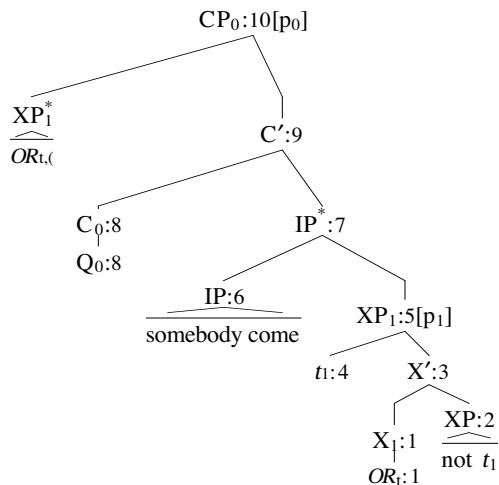 CP₀:10[p₀]
XP₁*
ORt,(
C′:9
C₀:8
IP*:7
Q₀:8
IP:6
XP₁:5[p₁]
somebody come
t₁:4
X′:3
X₁:1
XP:2
ORt:1
not t₁